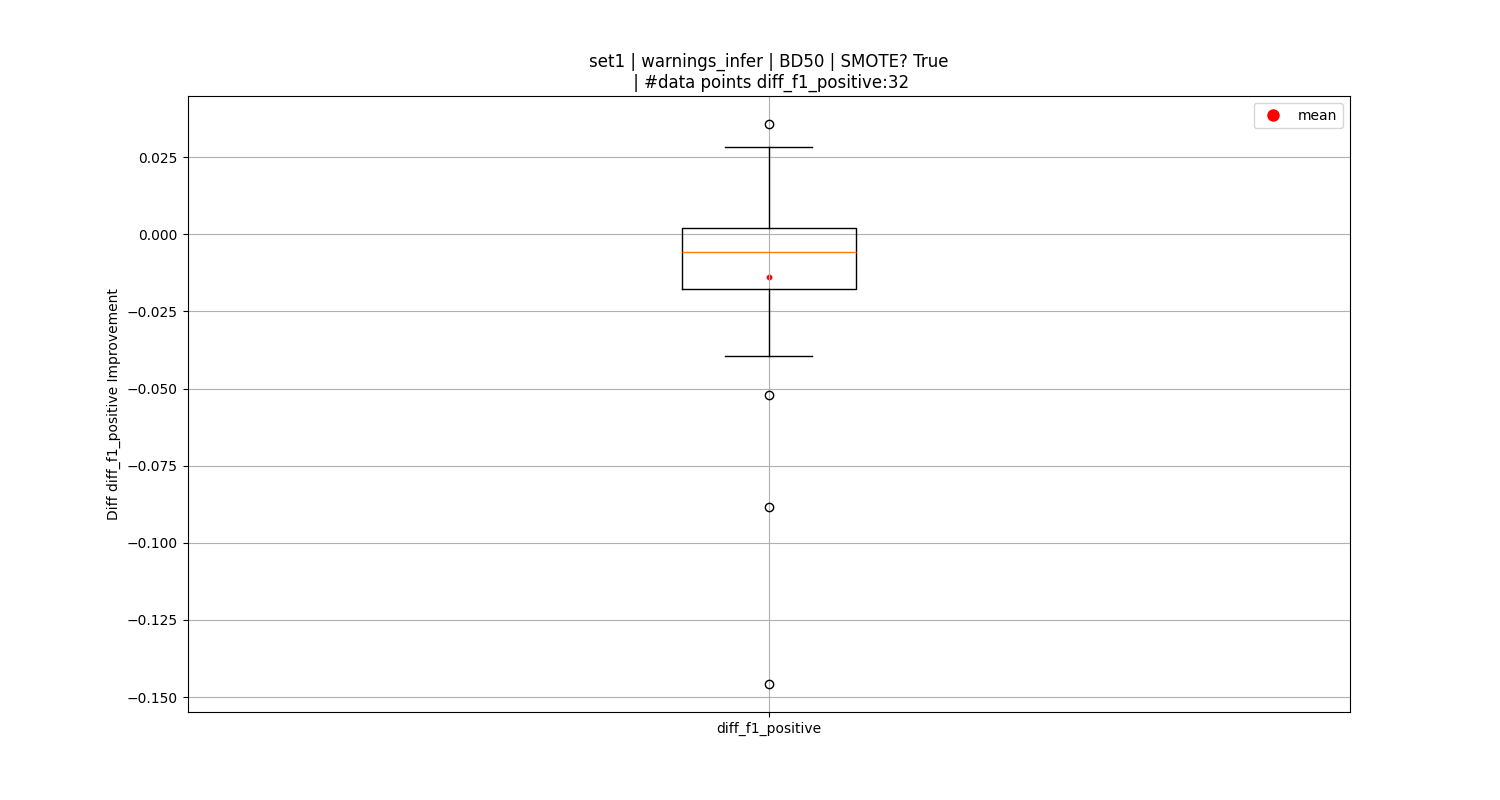 set1 | warnings_infer | BD50 | SMOTE? True
| #data points diff_f1_positive:32
mean
0.025
0.000
−0.025
−0.050
−0.075
−0.100
−0.125
−0.150
Diff diff_f1_positive Improvement
diff_f1_positive